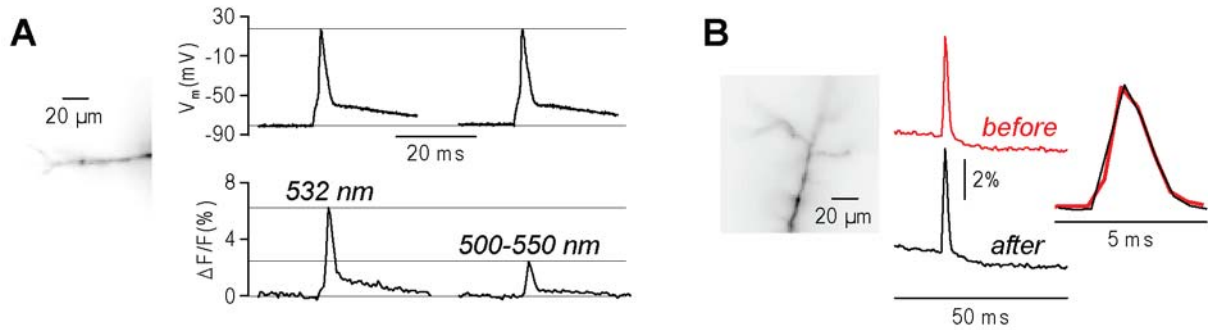 A
20 µm
Vm(mV)
30
-10
-50
-90
20 ms
ΔF/F(%)
8
4
0
532 nm
500-550 nm
B
20 µm
before
2%
after
50 ms
5 ms